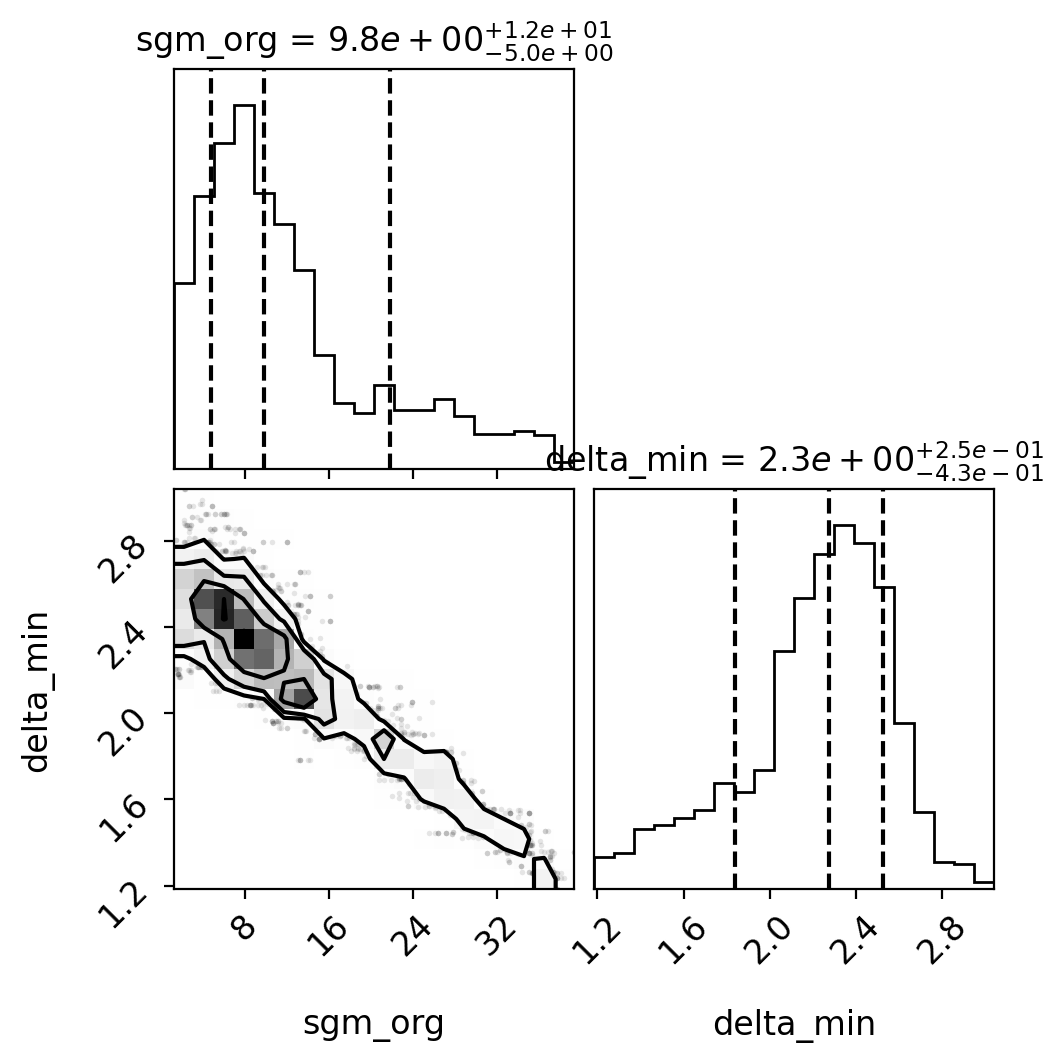 sgm_org = 9.8e + 00 +1.2e + 01 −5.0e + 00
delta_min = 2.3e + 00 +2.5e − 01 −4.3e − 01
delta_min
2.8
2.4
2.0
1.6
1.2
8 16 24 32
1.2 1.6 2.0 2.4 2.8
sgm_org
delta_min